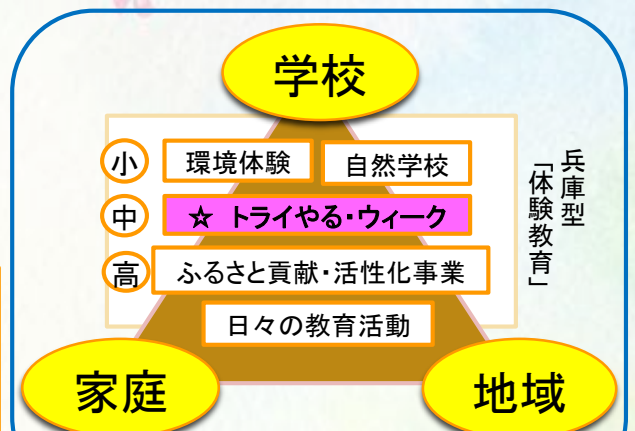 学校
小
環境体験
自然学校
中
☆ トライやる・ウィーク
高
ふるさと貢献・活性化事業
日々の教育活動
兵庫型
「体験教育」
家庭
地域